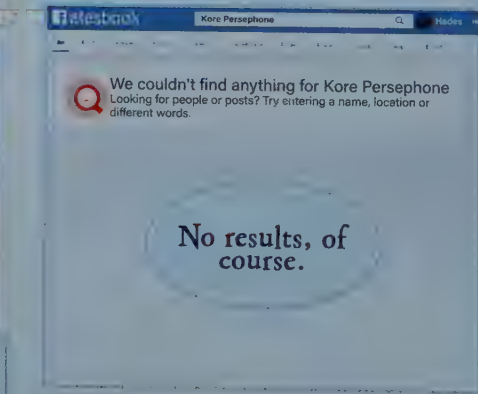 Fatesbook
Kore Persephone
Hades
We couldn't find anything for Kore Persephone
Looking for people or posts? Try entering a name, location or
different words.
No results, of
course.